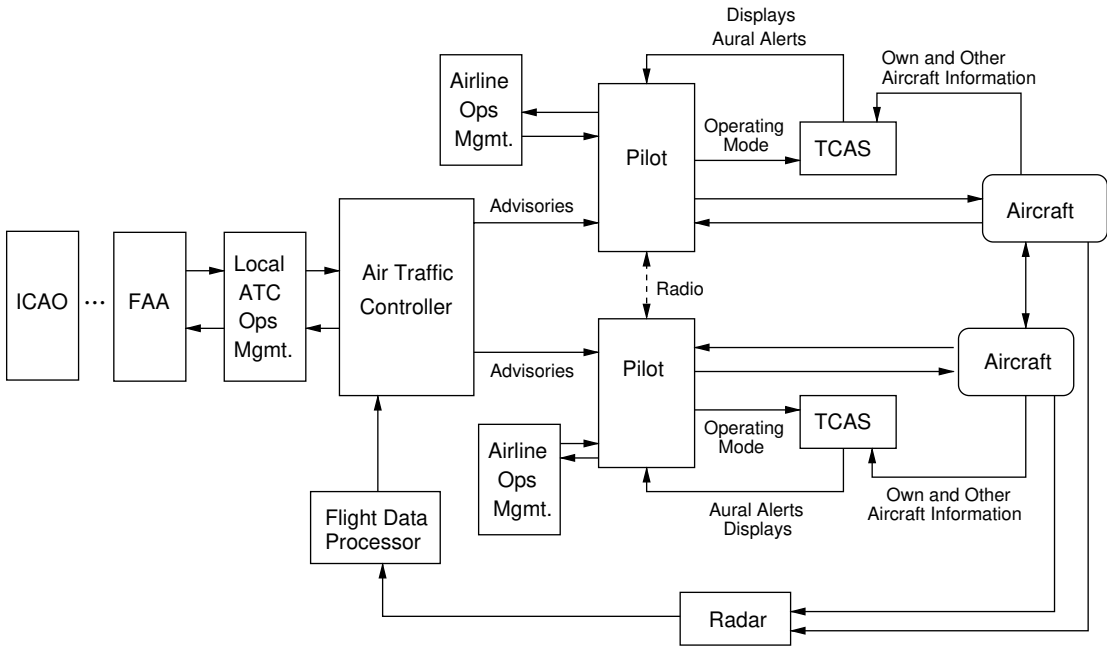 Displays
Aural Alerts
Own and Other
Aircraft Information
Airline
Ops
Mgmt.
Pilot
Operating
Mode
TCAS
Aircraft
Advisories
ICAO
...
FAA
Local
ATC
Ops
Mgmt.
Air Traffic
Controller
Radio
Advisories
Pilot
Aircraft
Operating
Mode
TCAS
Airline
Ops
Mgmt.
Aural Alerts
Displays
Own and Other
Aircraft Information
Flight Data
Processor
Radar